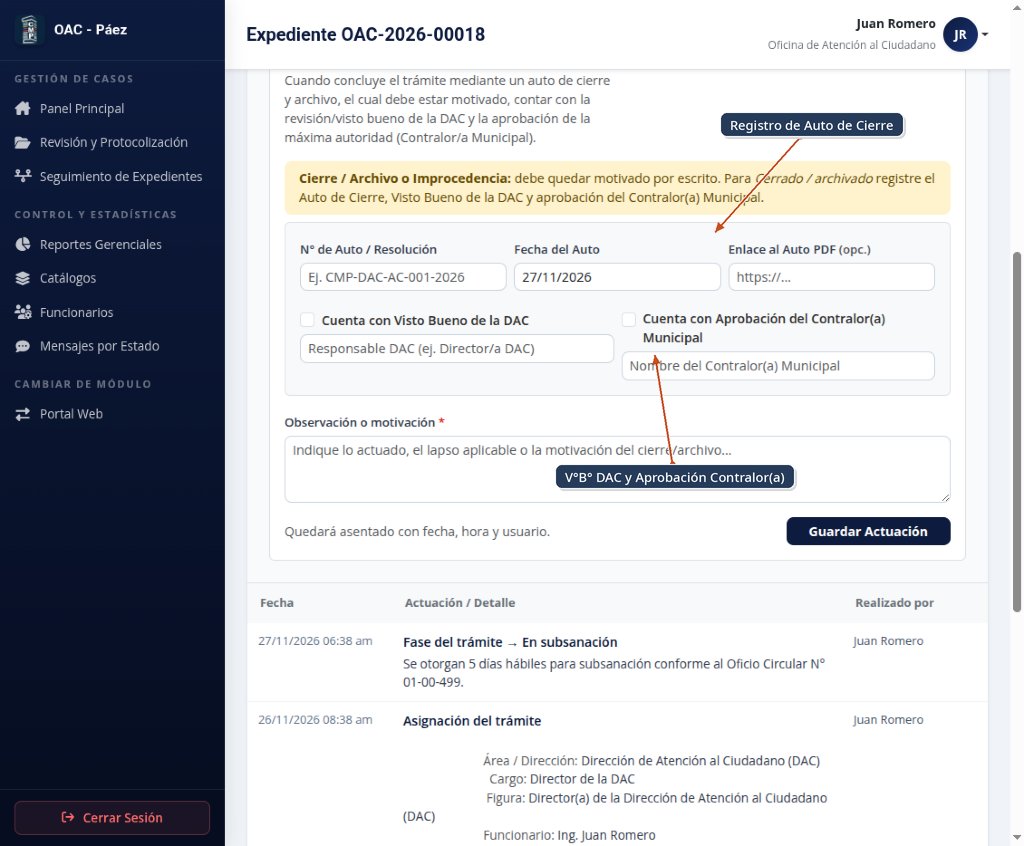 CMP
OAC - Páez
GESTIÓN DE CASOS
Panel Principal
Revisión y Protocolización
Seguimiento de Expedientes
CONTROL Y ESTADÍSTICAS
Reportes Gerenciales
Catálogos
Funcionarios
Mensajes por Estado
CAMBIAR DE MÓDULO
Portal Web
Cerrar Sesión
Expediente OAC-2026-00018
Juan Romero
Oficina de Atención al Ciudadano
JR
Cuando concluye el trámite mediante un auto de cierre
y archivo, el cual debe estar motivado, contar con la
revisión/visto bueno de la DAC y la aprobación de la
máxima autoridad (Contralor/a Municipal).
Registro de Auto de Cierre
Cierre / Archivo o Improcedencia: debe quedar motivado por escrito. Para Cerrado / archivado registre el
Auto de Cierre, Visto Bueno de la DAC y aprobación del Contralor(a) Municipal.
N° de Auto / Resolución
Fecha del Auto
Enlace al Auto PDF (opc.)
Ej. CMP-DAC-AC-001-2026
27/11/2026
https://...
Cuenta con Visto Bueno de la DAC
Cuenta con Aprobación del Contralor(a)
Municipal
Responsable DAC (ej. Director/a DAC)
Nombre del Contralor(a) Municipal
Observación o motivación *
Indique lo actuado, el lapso aplicable o la motivación del cierre/archivo...
V°B° DAC y Aprobación Contralor(a)
Quedará asentado con fecha, hora y usuario.
Guardar Actuación
Fecha
Actuación / Detalle
Realizado por
27/11/2026 06:38 am
Fase del trámite → En subsanación
Juan Romero
Se otorgan 5 días hábiles para subsanación conforme al Oficio Circular N°
01-00-499.
26/11/2026 08:38 am
Asignación del trámite
Juan Romero
Área / Dirección: Dirección de Atención al Ciudadano (DAC)
Cargo: Director de la DAC
Figura: Director(a) de la Dirección de Atención al Ciudadano
(DAC)
Funcionario: Ing. Juan Romero